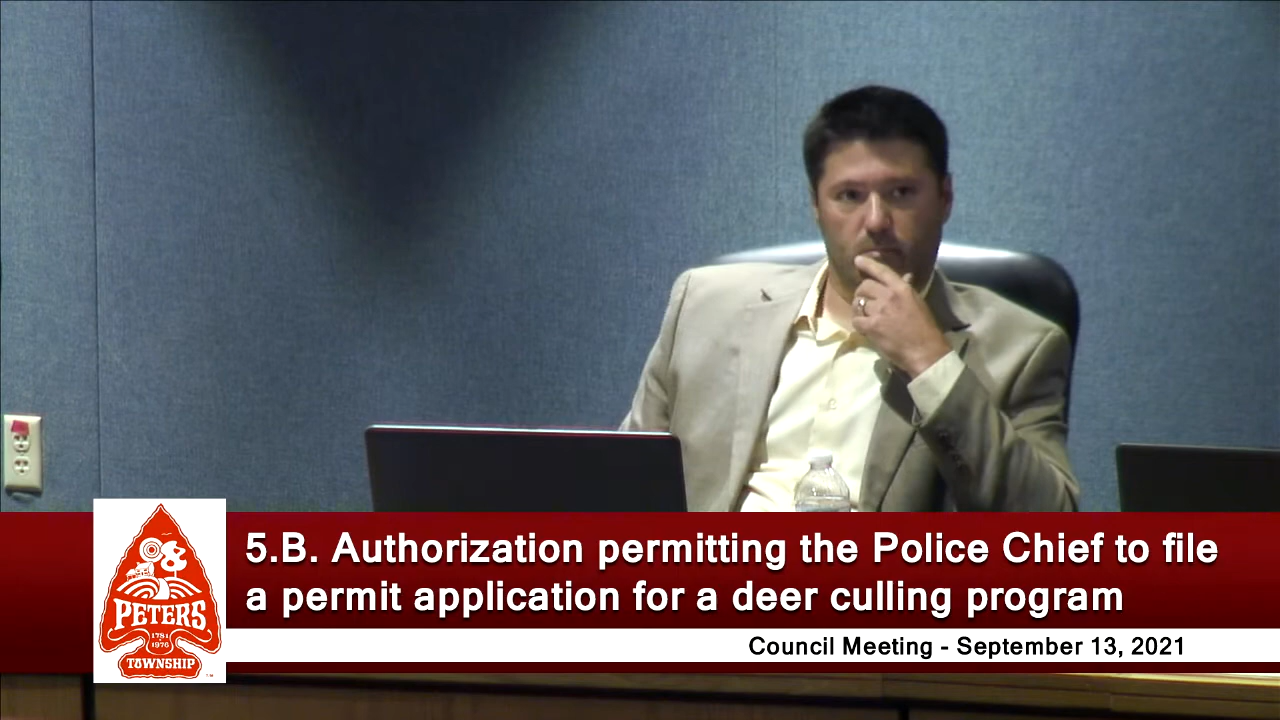 5.B. Authorization permitting the Police Chief to file
a permit application for a deer culling program
Council Meeting - September 13, 2021
PETERS
1781
1976
TOWNSHIP